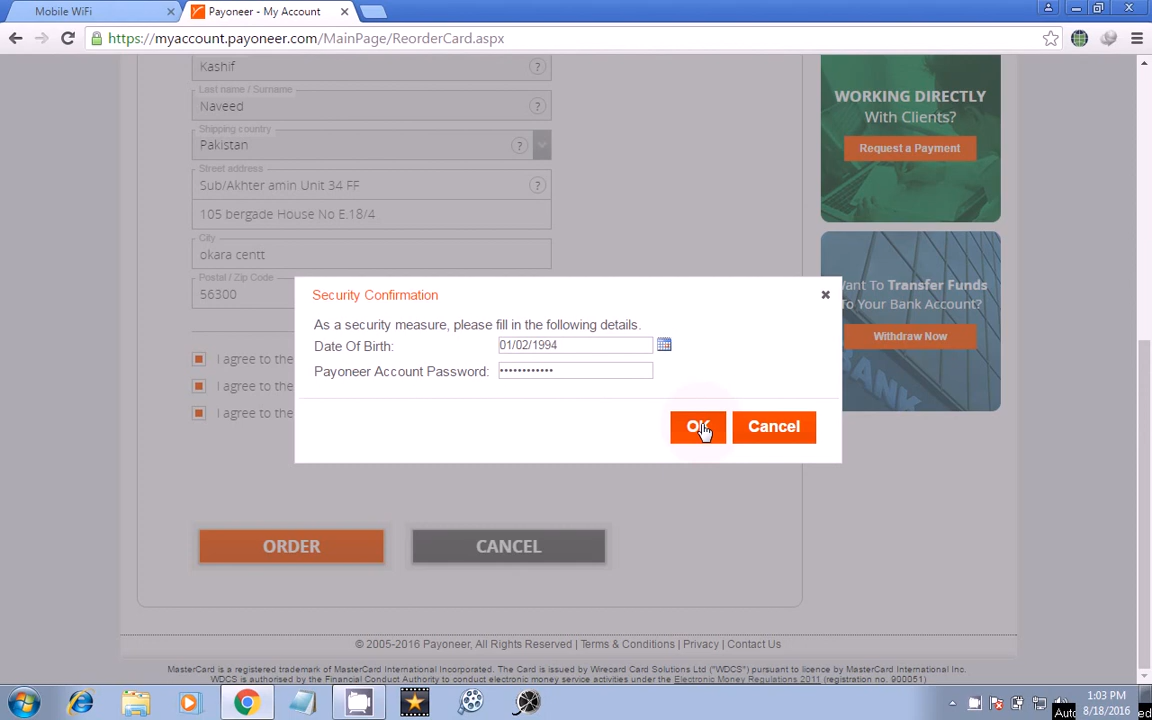 Mobile WiFi
Payoneer - My Account
https://myaccount.payoneer.com/MainPage/ReorderCard.aspx
Kashif
Last name / Surname
Naveed
Shipping country
Pakistan
Street address
Sub/Akhter amin Unit 34 FF
105 bergade House No E.18/4
City
okara centt
Postal / Zip Code
56300
I agree to the
I agree to the
I agree to the
ORDER
CANCEL
Security Confirmation
As a security measure, please fill in the following details.
Date Of Birth:
01/02/1994
Payoneer Account Password:
••••••••••••
OK
Cancel
WORKING DIRECTLY
With Clients?
Request a Payment
ant To Transfer Funds
o Your Bank Account?
Withdraw Now
BANK
© 2005-2016 Payoneer, All Rights Reserved | Terms & Conditions | Privacy | Contact Us
MasterCard is a registered trademark of MasterCard International Incorporated. The Card is issued by Wirecard Card Solutions Ltd ("WDCS") pursuant to licence by MasterCard International Inc.
WDCS is authorised by the Financial Conduct Authority to conduct electronic money service activities under the Electronic Money Regulations 2011 (registration no. 900051)
1:03 PM
8/18/2016